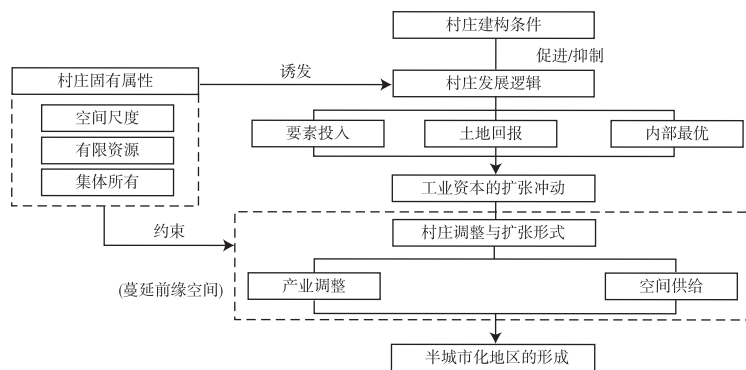 村庄建构条件
促进/抑制
村庄固有属性
诱发
村庄发展逻辑
空间尺度
有限资源
集体所有
要素投入
土地回报
内部最优
工业资本的扩张冲动
约束
村庄调整与扩张形式
(蔓延前缘空间)
产业调整
空间供给
半城市化地区的形成